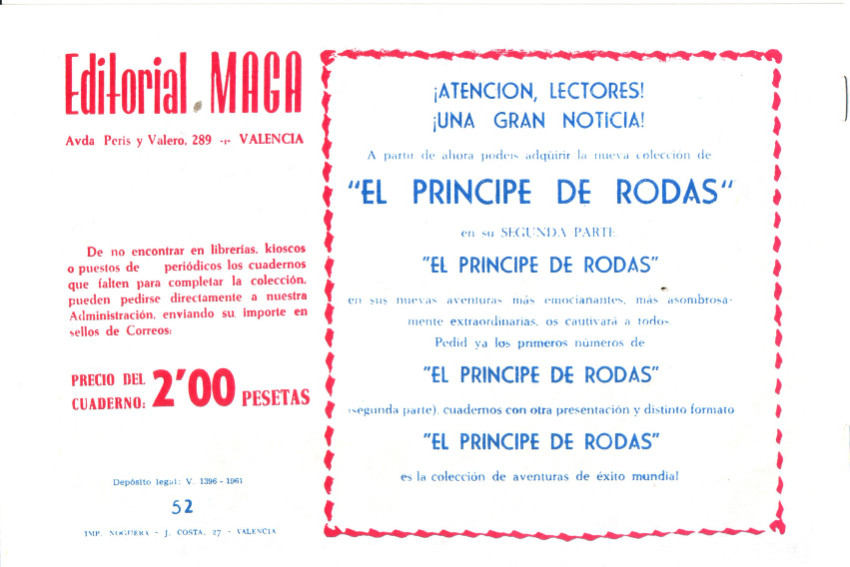 Editorial MAGA
Avda Peris y Valero, 289 -:- VALENCIA
De no encontrar en librerías, kioscos
o puestos de periódicos los cuadernos
que falten para completar la colección,
pueden pedirse directamente a nuestra
Administración, enviando su importe en
sellos de Correos:
PRECIO DEL
CUADERNO: 2'00 PESETAS
Depósito legal: V. 1396 - 1961
52
IMP. NOGUERA - J. COSTA, 27 - VALENCIA
¡ATENCION, LECTORES!
¡UNA GRAN NOTICIA!
A partir de ahora podeis adqüirir la nueva colección de
"EL PRINCIPE DE RODAS"
en su SEGUNDA PARTE
"EL PRINCIPE DE RODAS"
en sus nuevas aventuras más emocianantes, más asombrosa-
mente extraordinarias, os cautivará a todos
Pedid ya los primeros números de
"EL PRINCIPE DE RODAS"
(segunda parte), cuadernos con otra presentación y distinto formato
"EL PRINCIPE DE RODAS"
es la colección de aventuras de éxito mundial